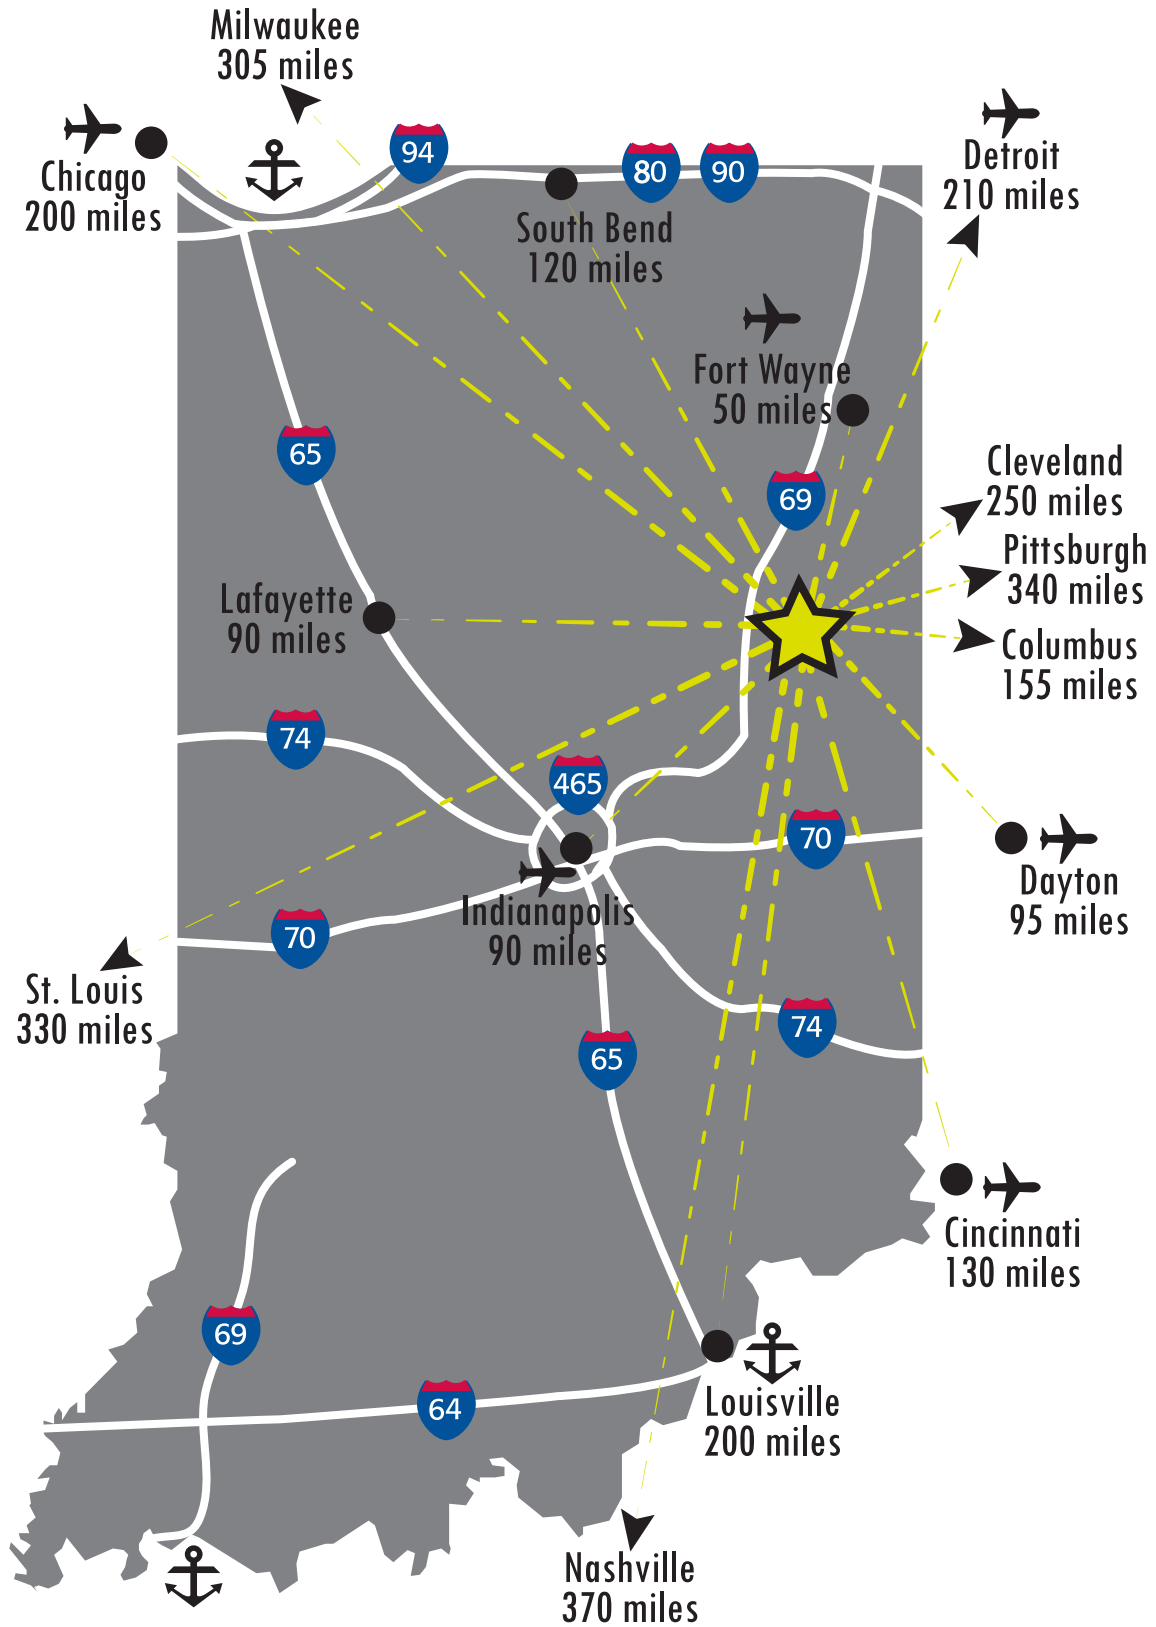 Milwaukee
305 miles
Chicago
200 miles
94
80
90
Detroit
210 miles
South Bend
120 miles
Fort Wayne
50 miles
65
69
Cleveland
250 miles
Pittsburgh
340 miles
Lafayette
90 miles
Columbus
155 miles
74
465
70
Dayton
95 miles
Indianapolis
90 miles
70
St. Louis
330 miles
74
65
Cincinnati
130 miles
69
64
Louisville
200 miles
Nashville
370 miles